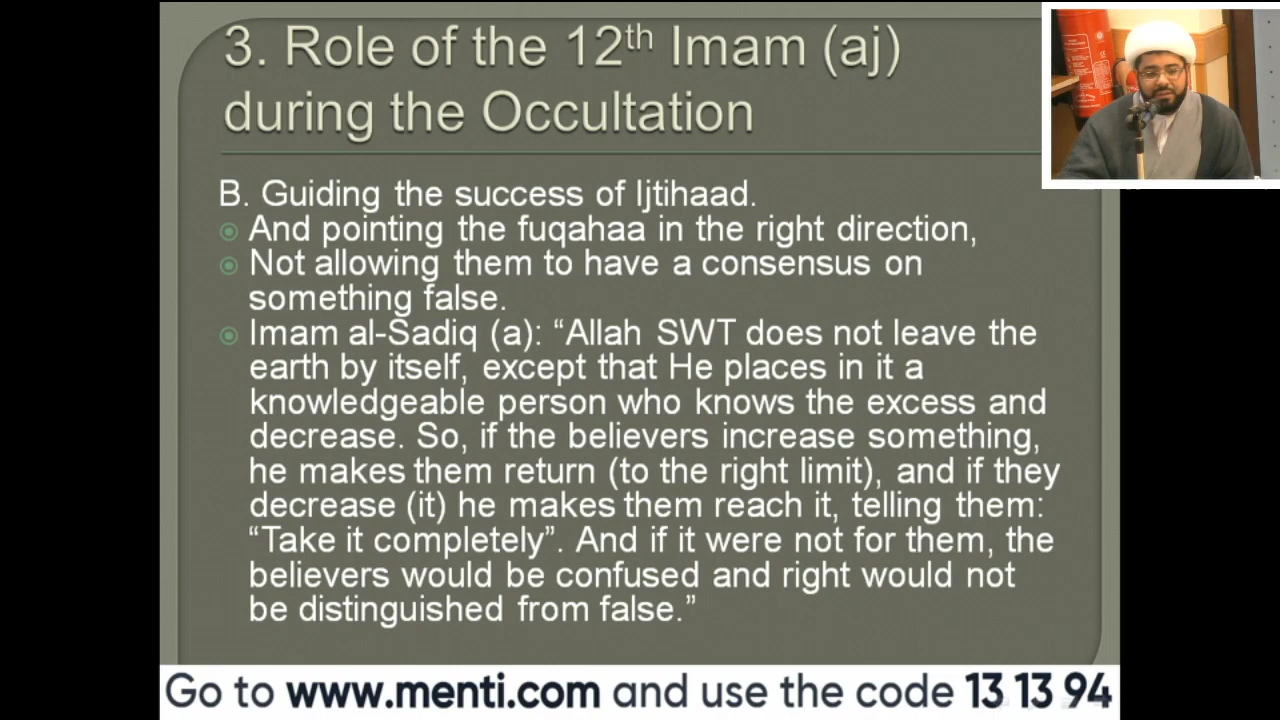 3. Role of the 12th Imam (aj)
during the Occultation
B. Guiding the success of Ijtihaad.
And pointing the fuqahaa in the right direction,
Not allowing them to have a consensus on
something false.
Imam al-Sadiq (a): “Allah SWT does not leave the
earth by itself, except that He places in it a
knowledgeable person who knows the excess and
decrease. So, if the believers increase something,
he makes them return (to the right limit), and if they
decrease (it) he makes them reach it, telling them:
“Take it completely”. And if it were not for them, the
believers would be confused and right would not
be distinguished from false.”
Go to www.menti.com and use the code 13 13 94